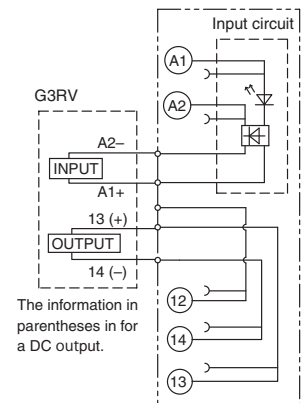 Input circuit
A1
G3RV
A2
A2–
INPUT
A1+
13 (+)
OUTPUT
14 (–)
The information in
parentheses in for
a DC output.
12
14
13